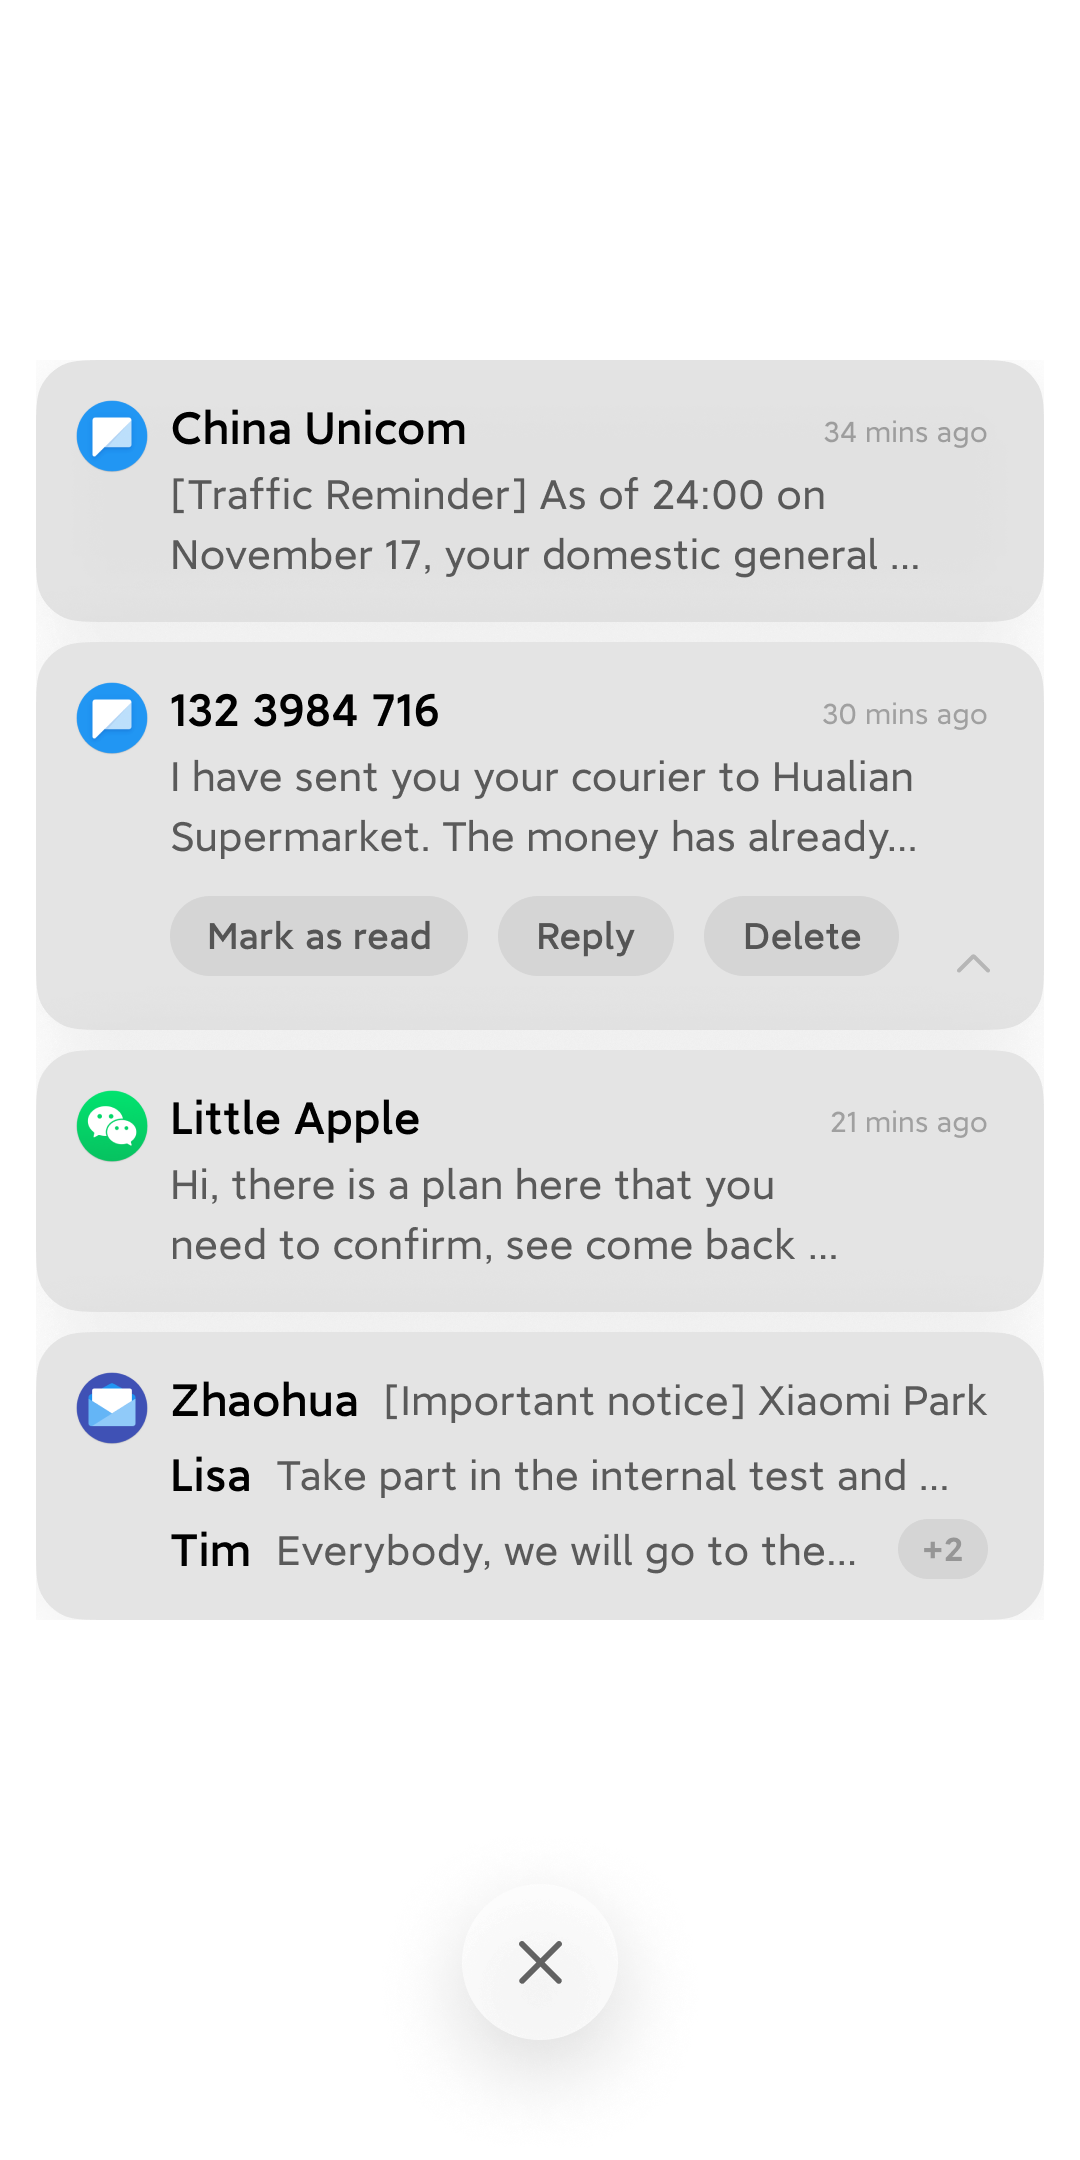 China Unicom 34 mins ago
[Traffic Reminder] As of 24:00 on
November 17, your domestic general ...
132 3984 716 30 mins ago
I have sent you your courier to Hualian
Supermarket. The money has already...
Mark as read Reply Delete
Little Apple 21 mins ago
Hi, there is a plan here that you
need to confirm, see come back ...
Zhaohua [Important notice] Xiaomi Park
Lisa Take part in the internal test and ...
Tim Everybody, we will go to the... +2